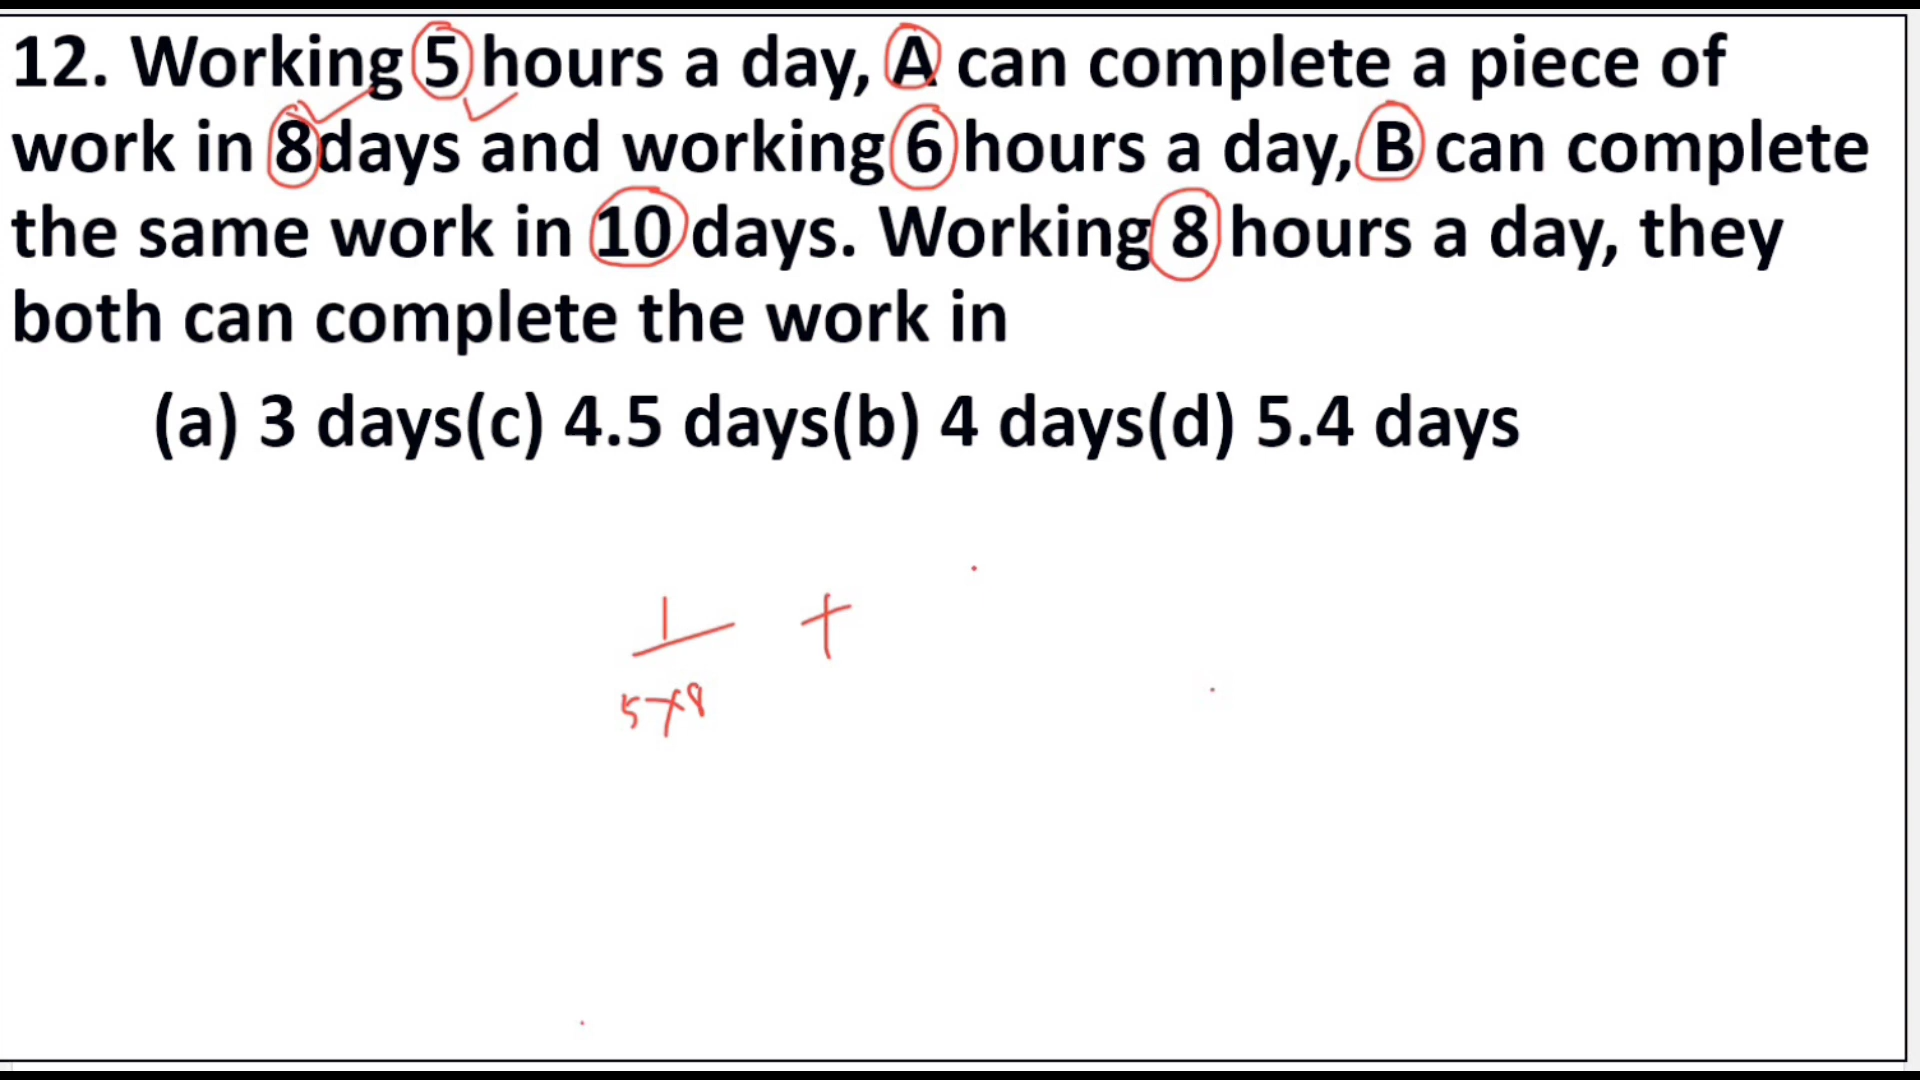 12. Working 5 hours a day, A can complete a piece of
work in 8days and working 6 hours a day, B can complete
the same work in 10 days. Working 8 hours a day, they
both can complete the work in
(a) 3 days(c) 4.5 days(b) 4 days(d) 5.4 days
1 +
5×8